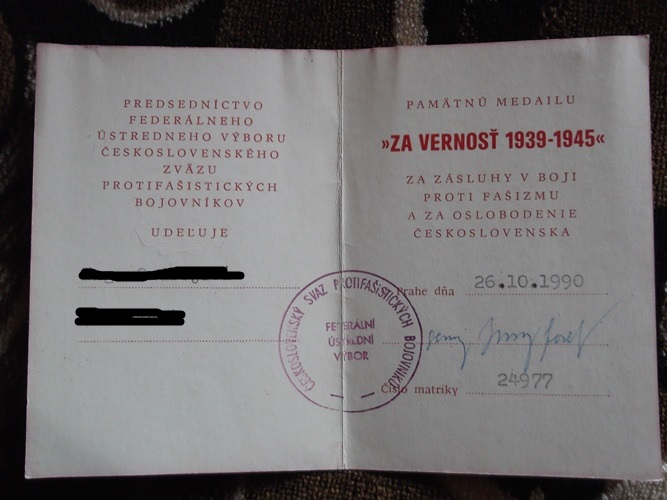 PREDSEDNÍCTVO
FEDERÁLNEHO
ÚSTREDNEHO VÝBORU
ČESKOSLOVENSKÉHO
ZVÄZU
PROTIFAŠISTICKÝCH
BOJOVNÍKOV
UDEĽUJE
PAMÄTNÚ MEDAILU
»ZA VERNOSŤ 1939-1945«
ZA ZÁSLUHY V BOJI
PROTI FAŠIZMU
A ZA OSLOBODENIE
ČESKOSLOVENSKA
Prahe dňa 26.10.1990
Číslo matriky 24977
ČESKOSLOVENSKÝ SVAZ PROTIFAŠISTICKÝCH BOJOVNÍKŮ
FEDERÁLNÍ
ÚSTŘEDNÍ
VÝBOR